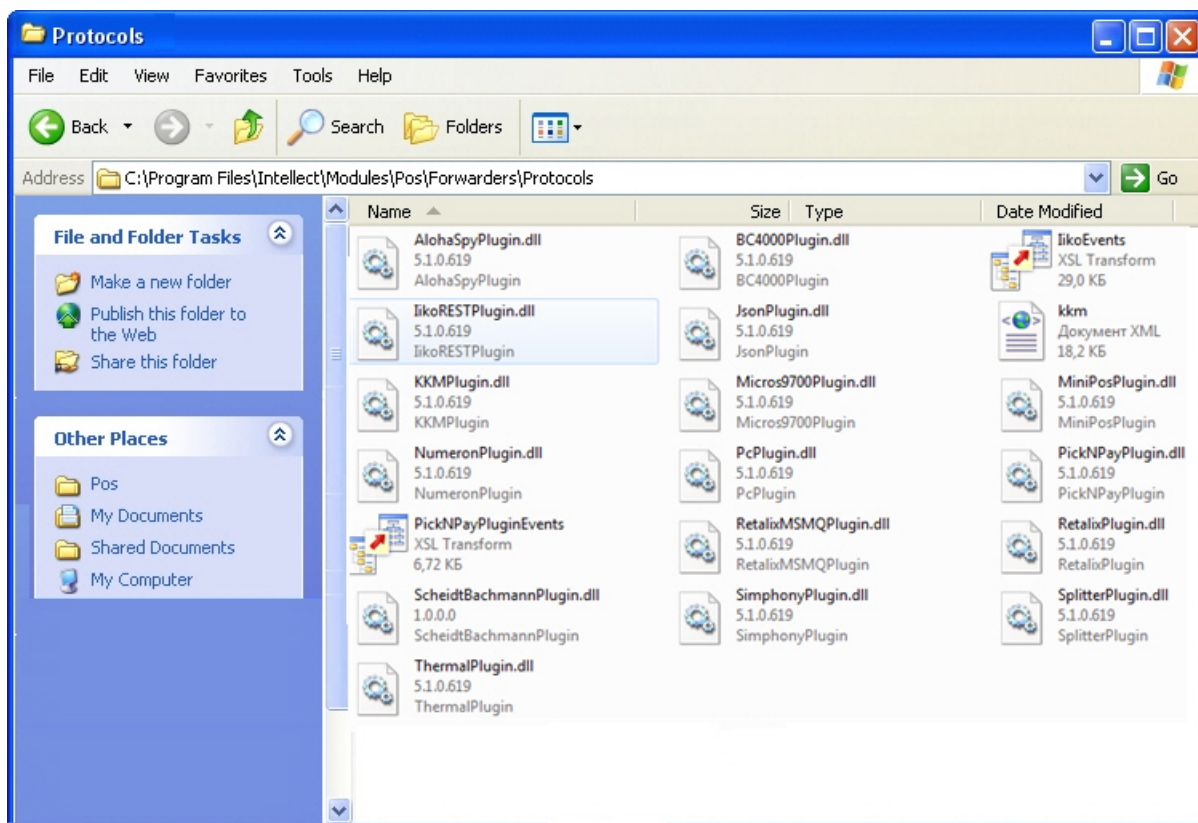 Protocols
File Edit View Favorites Tools Help
Back Search Folders
Address C:\Program Files\Intellect\Modules\Pos\Forwarders\Protocols Go
File and Folder Tasks
Make a new folder
Publish this folder to
the Web
Share this folder
Other Places
Pos
My Documents
Shared Documents
My Computer
Name Size Type Date Modified
AlohaSpyPlugin.dll
5.1.0.619
AlohaSpyPlugin
BC4000Plugin.dll
5.1.0.619
BC4000Plugin
IikoEvents
XSL Transform
29,0 КБ
IikoRESTPlugin.dll
5.1.0.619
IikoRESTPlugin
JsonPlugin.dll
5.1.0.619
JsonPlugin
kkm
Документ XML
18,2 КБ
KKMPlugin.dll
5.1.0.619
KKMPlugin
Micros9700Plugin.dll
5.1.0.619
Micros9700Plugin
MiniPosPlugin.dll
5.1.0.619
MiniPosPlugin
NumeronPlugin.dll
5.1.0.619
NumeronPlugin
PcPlugin.dll
5.1.0.619
PcPlugin
PickNPayPlugin.dll
5.1.0.619
PickNPayPlugin
PickNPayPluginEvents
XSL Transform
6,72 КБ
RetalixMSMQPlugin.dll
5.1.0.619
RetalixMSMQPlugin
RetalixPlugin.dll
5.1.0.619
RetalixPlugin
ScheidtBachmannPlugin.dll
1.0.0.0
ScheidtBachmannPlugin
SimphonyPlugin.dll
5.1.0.619
SimphonyPlugin
SplitterPlugin.dll
5.1.0.619
SplitterPlugin
ThermalPlugin.dll
5.1.0.619
ThermalPlugin